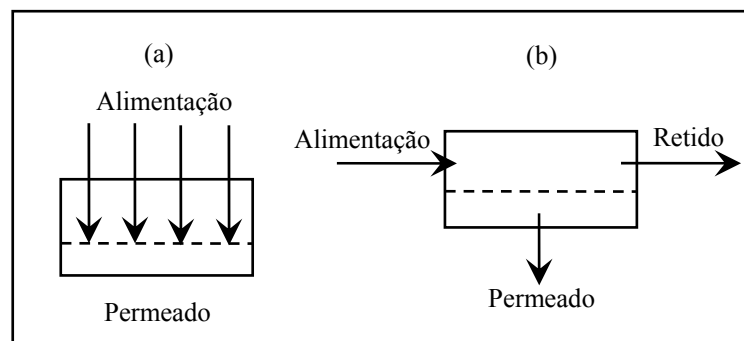 (a)
Alimentação
Permeado
(b)
Alimentação
Retido
Permeado